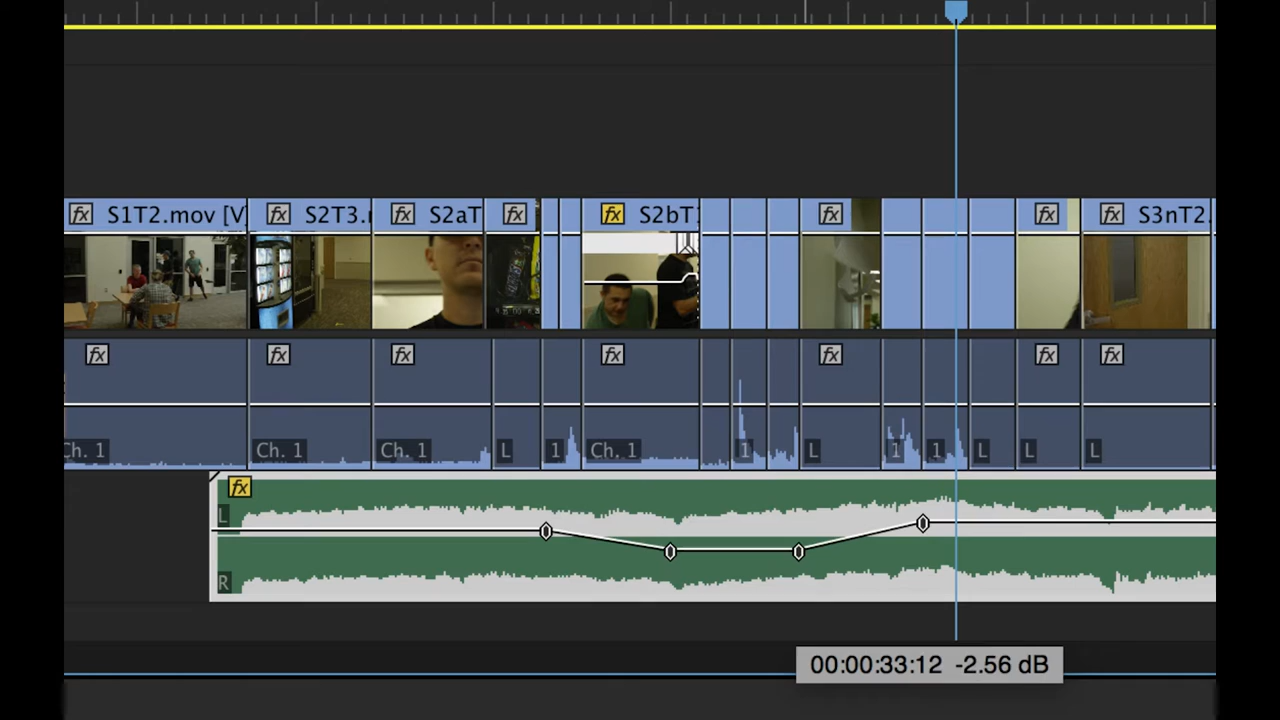 fx S1T2.mov [V] fx S2T3. fx S2aT fx fx S2bT fx fx fx S3nT2.
fx fx fx fx fx fx fx
Ch. 1 Ch. 1 Ch. 1 L 1 Ch. 1 1 L 1 1 L L L
fx
L
R
00:00:33:12 -2.56 dB